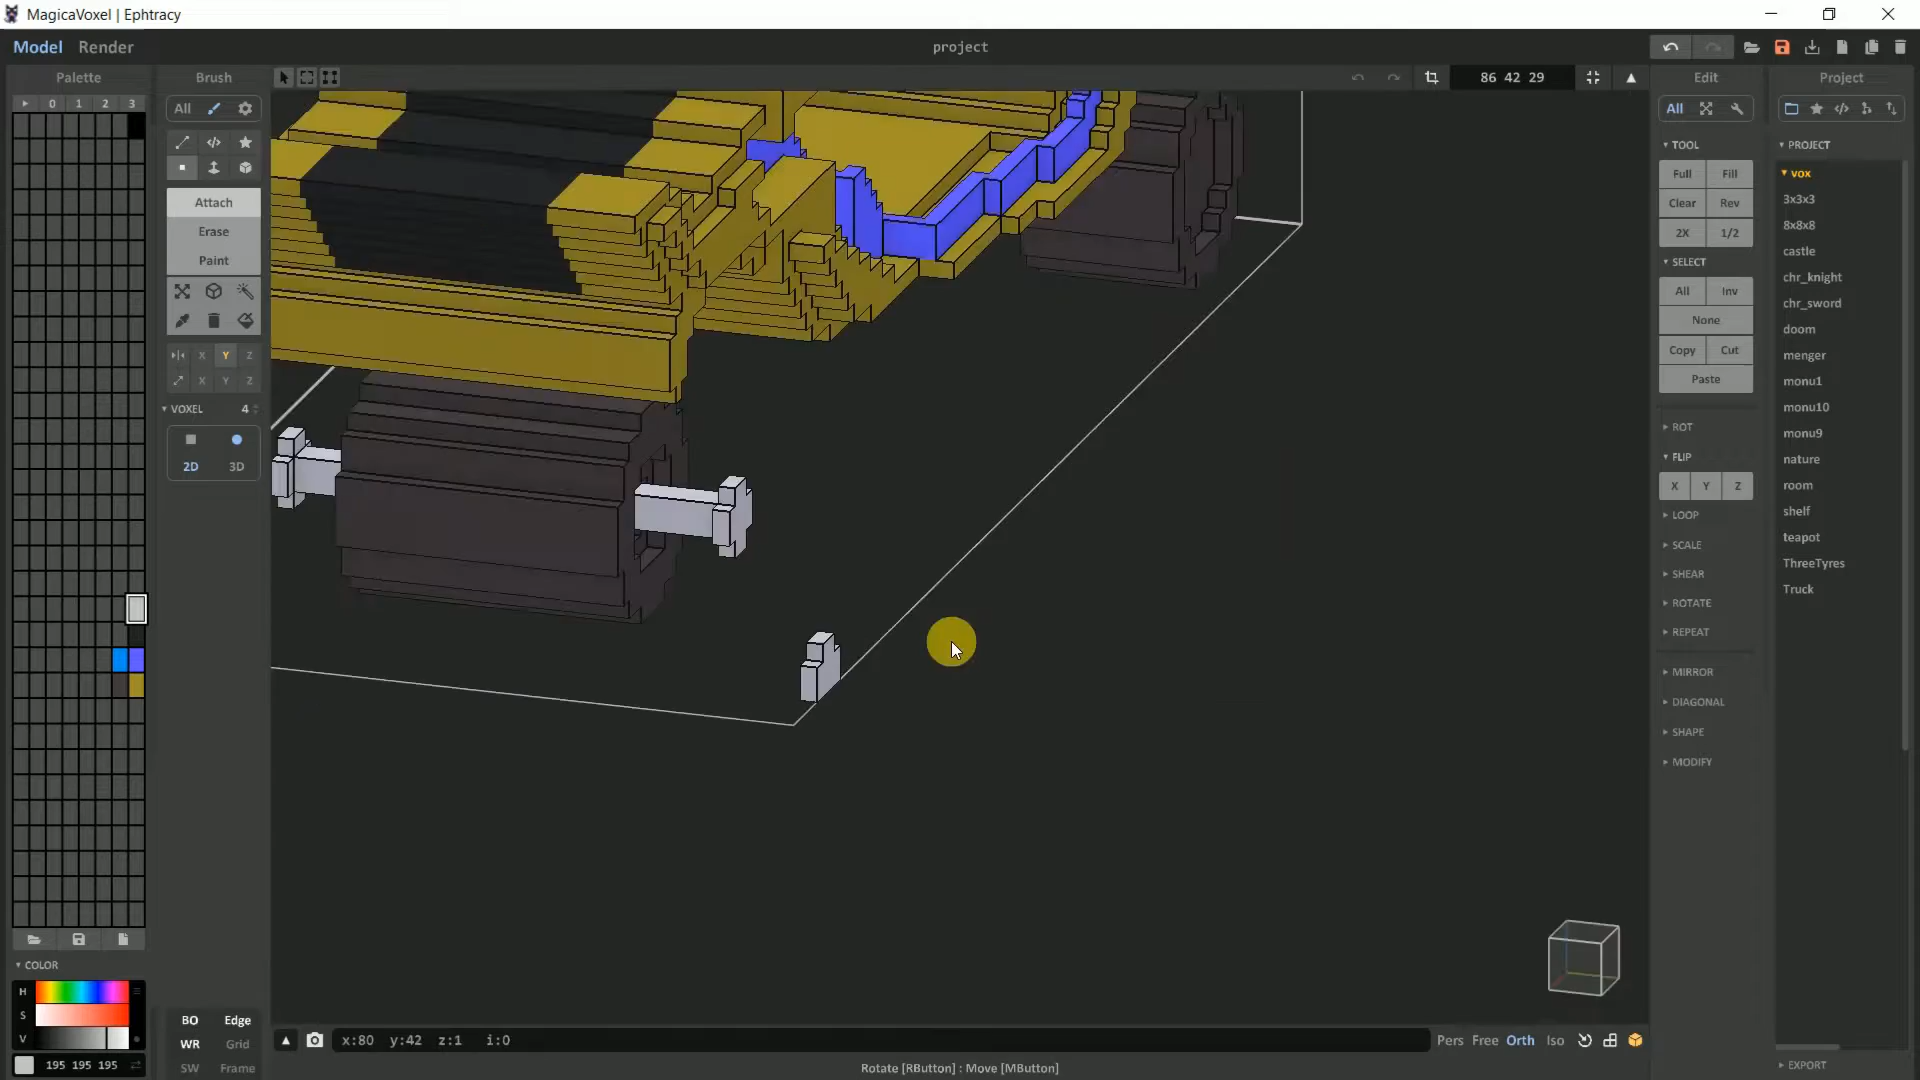 MagicaVoxel | Ephtracy
Model Render
project
Palette
Brush
86 42 29
Edit
Project
0 1 2 3
All
All
TOOL
PROJECT
Full Fill
Clear Rev
2X 1/2
SELECT
All Inv
None
Copy Cut
Paste
ROT
FLIP
X Y Z
LOOP
SCALE
SHEAR
ROTATE
REPEAT
MIRROR
DIAGONAL
SHAPE
MODIFY
vox
3x3x3
8x8x8
castle
chr_knight
chr_sword
doom
menger
monu1
monu10
monu9
nature
room
shelf
teapot
ThreeTyres
Truck
EXPORT
Attach
Erase
Paint
X Y Z
X Y Z
VOXEL 4
2D 3D
COLOR
H
S
V
195 195 195
BO Edge
WR Grid
SW Frame
x:80 y:42 z:1 i:0
Pers Free Orth Iso
Rotate [RButton] : Move [MButton]